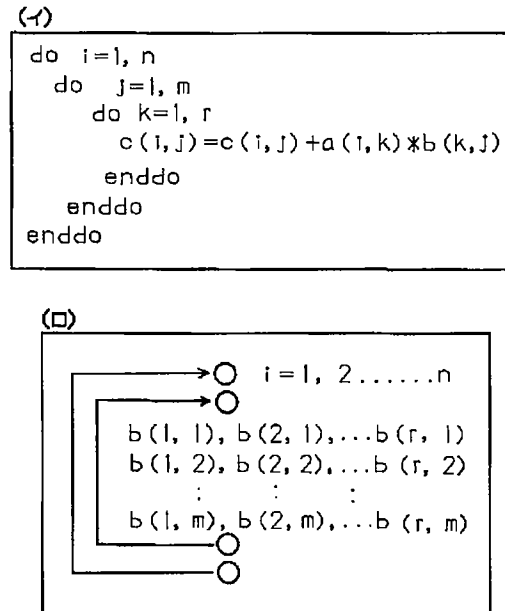 (イ)
do i=1, n
do j=1, m
do k=1, r
c(i,j)=c(i,j)+a(i,k)*b(k,j)
enddo
enddo
enddo
(ロ)
i=1, 2......n
b(1, 1), b(2, 1),...b(r, 1)
b(1, 2), b(2, 2),...b(r, 2)
: : :
b(1, m), b(2, m),...b(r, m)